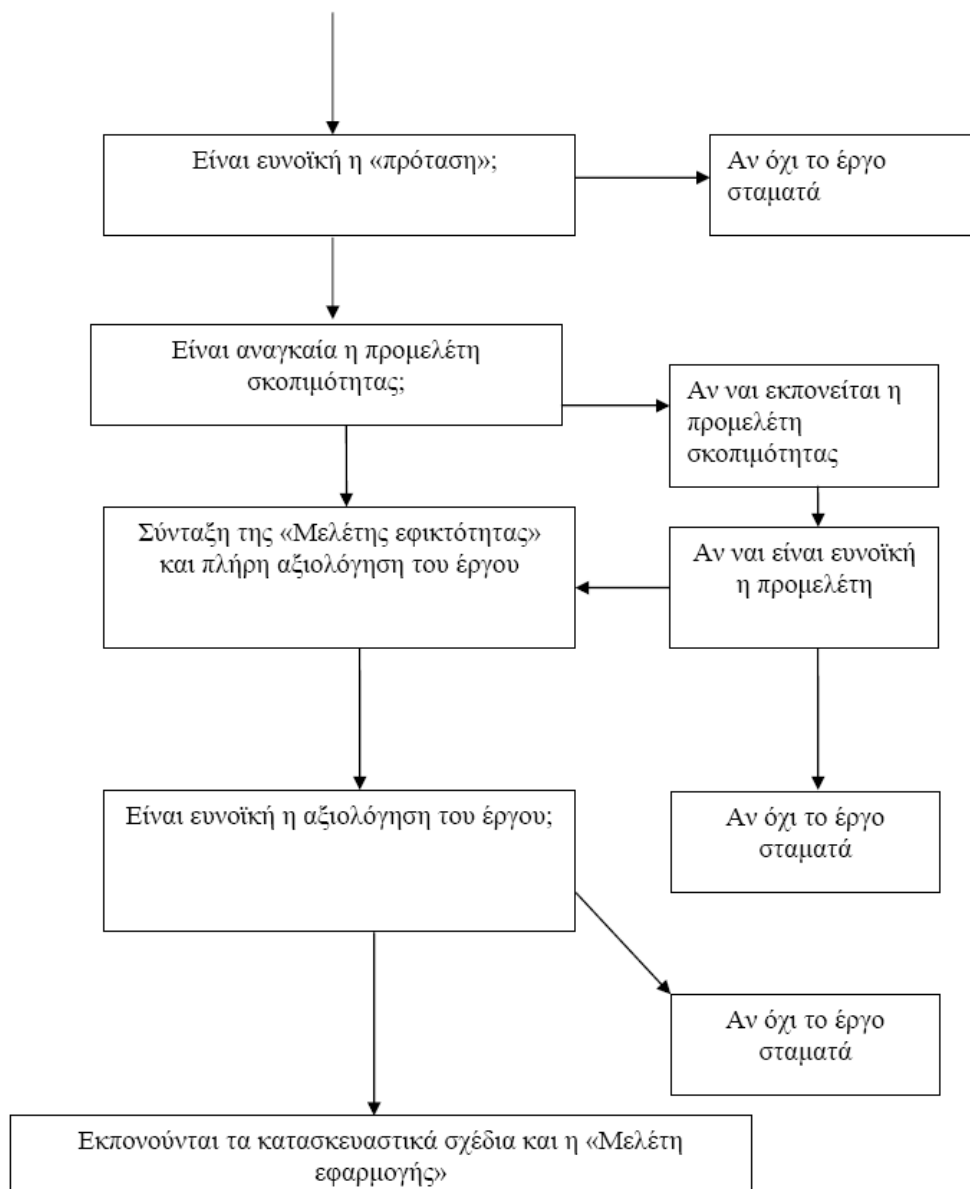 Είναι ευνοϊκή η «πρόταση»;
Αν όχι το έργο
σταματά
Είναι αναγκαία η προμελέτη
σκοπιμότητας;
Αν ναι εκπονείται η
προμελέτη
σκοπιμότητας
Σύνταξη της «Μελέτης εφικτότητας»
και πλήρη αξιολόγηση του έργου
Αν ναι είναι ευνοϊκή
η προμελέτη
Είναι ευνοϊκή η αξιολόγηση του έργου;
Αν όχι το έργο
σταματά
Αν όχι το έργο
σταματά
Εκπονούνται τα κατασκευαστικά σχέδια και η «Μελέτη
εφαρμογής»